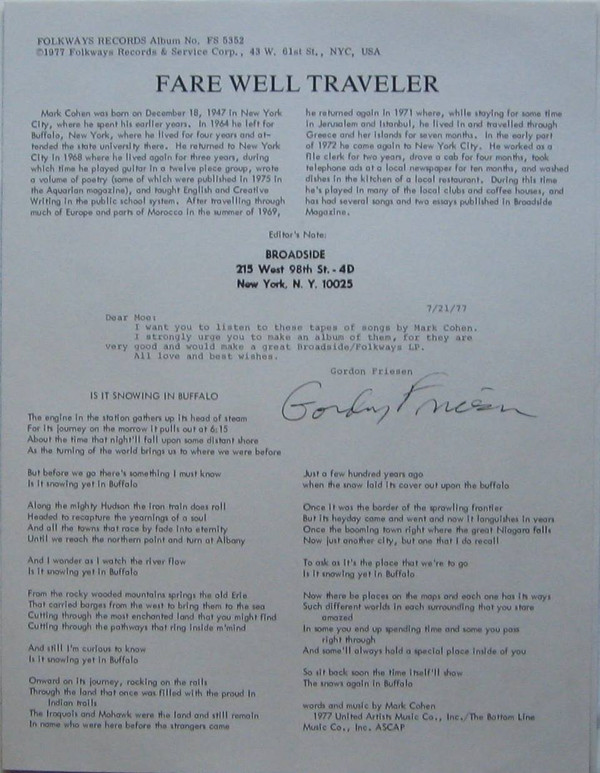 FOLKWAYS RECORDS Album No. FS 5352
©1977 Folkways Records & Service Corp., 43 W. 61st St., NYC, USA
FARE WELL TRAVELER
Mark Cohen was born on December 18, 1947 in New York
City, where he spent his earlier years. In 1964 he left for
Buffalo, New York, where he lived for four years and at-
tended the state university there. He returned to New York
City in 1968 where he lived again for three years, during
which time he played guitar in a twelve piece group, wrote
a volume of poetry (some of which were published in 1975 in
the Aquarian magazine), and taught English and Creative
Writing in the public school system. After travelling through
much of Europe and parts of Morocco in the summer of 1969,
he returned again in 1971 where, while staying for some time
in Jerusalem and Istanbul, he lived in and travelled through
Greece and her islands for seven months. In the early part
of 1972 he came again to New York City. He worked as a
file clerk for two years, drove a cab for four months, took
telephone ads at a local newspaper for ten months, and washed
dishes in the kitchen of a local restaurant. During this time
he's played in many of the local clubs and coffee houses, and
has had several songs and two essays published in Broadside
Magazine.
Editor's Note:
BROADSIDE
215 West 98th St. - 4D
New York, N. Y. 10025
7/21/77
Dear Moe:
I want you to listen to these tapes of songs by Mark Cohen.
I strongly urge you to make an album of them, for they are
very good and would make a great Broadside/Folkways LP.
All love and best wishes.
Gordon Friesen
Gordon Friesen
IS IT SNOWING IN BUFFALO
The engine in the station gathers up its head of steam
For its journey on the morrow it pulls out at 6:15
About the time that night'll fall upon some distant shore
As the turning of the world brings us to where we were before
But before we go there's something I must know
Is it snowing yet in Buffalo
Along the mighty Hudson the iron train does roll
Headed to recapture the yearnings of a soul
And all the towns that race by fade into eternity
Until we reach the northern point and turn at Albany
And I wonder as I watch the river flow
Is it snowing yet in Buffalo
From the rocky wooded mountains springs the old Erie
That carried barges from the west to bring them to the sea
Cutting through the most enchanted land that you might find
Cutting through the pathways that ring inside m'mind
And still I'm curious to know
Is it snowing yet in Buffalo
Onward on its journey, rocking on the rails
Through the land that once was filled with the proud in
Indian trails
The Iroquois and Mohawk were the land and still remain
In name who were here before the strangers came
Just a few hundred years ago
when the snow laid its cover out upon the buffalo
Once it was the border of the sprawling frontier
But its heyday came and went and now it languishes in years
Once the booming town right where the great Niagara falls
Now just another city, but one that I do recall
To ask as it's the place that we're to go
Is it snowing yet in Buffalo
Now there be places on the maps and each one has its ways
Such different worlds in each surrounding that you stare
amazed
In some you end up spending time and some you pass
right through
And some'll always hold a special place inside of you
So sit back soon the time itself'll show
The snows again in Buffalo
words and music by Mark Cohen
1977 United Artists Music Co., Inc./The Bottom Line
Music Co., Inc. ASCAP